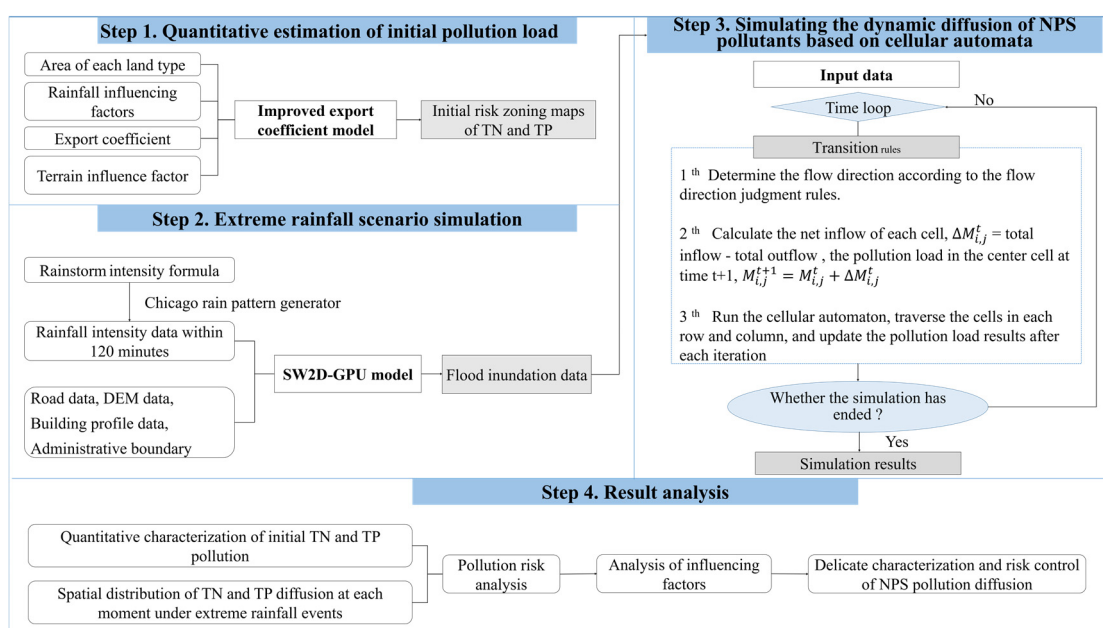 Step 1. Quantitative estimation of initial pollution load
Area of each land type
Rainfall influencing
factors
Export coefficient
Terrain influence factor
Improved export
coefficient model
Initial risk zoning maps
of TN and TP
Step 2. Extreme rainfall scenario simulation
Rainstorm intensity formula
Chicago rain pattern generator
Rainfall intensity data within
120 minutes
Road data, DEM data,
Building profile data,
Administrative boundary
SW2D-GPU model
Flood inundation data
Step 3. Simulating the dynamic diffusion of NPS
pollutants based on cellular automata
Input data
Time loop
No
Transition rules
1 th Determine the flow direction according to the flow
direction judgment rules.
2 th Calculate the net inflow of each cell, ΔM^t_{i,j} = total
inflow - total outflow , the pollution load in the center cell at
time t+1, M^{t+1}_{i,j} = M^t_{i,j} + ΔM^t_{i,j}
3 th Run the cellular automaton, traverse the cells in each
row and column, and update the pollution load results after
each iteration
Whether the simulation has
ended ?
Yes
Simulation results
Step 4. Result analysis
Quantitative characterization of initial TN and TP
pollution
Spatial distribution of TN and TP diffusion at each
moment under extreme rainfall events
Pollution risk
analysis
Analysis of influencing
factors
Delicate characterization and risk control
of NPS pollution diffusion